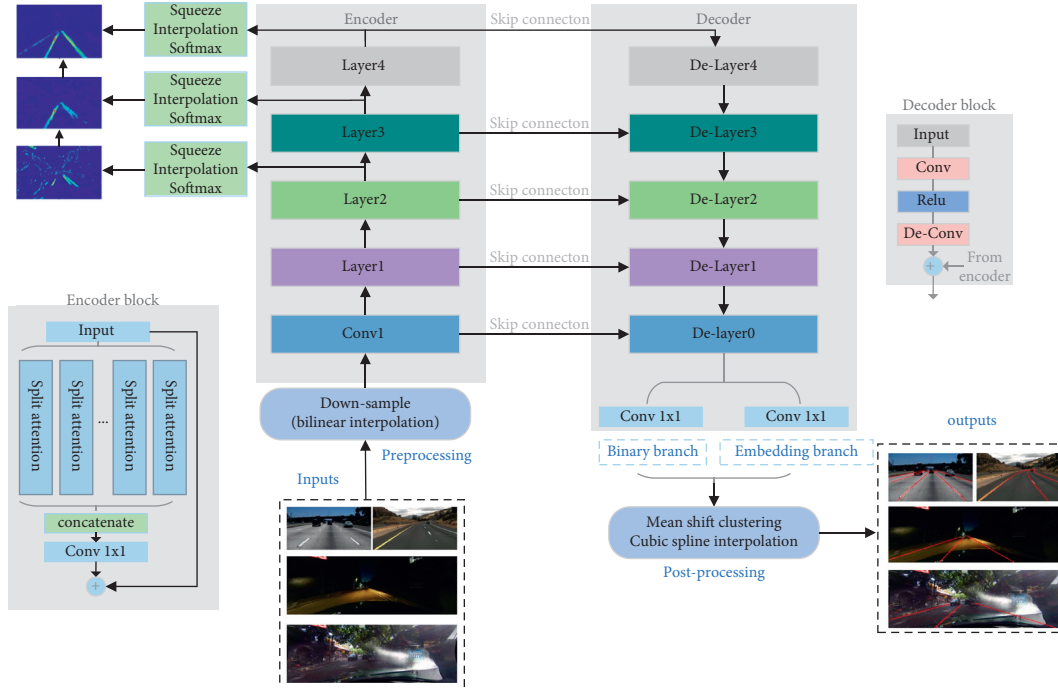 Squeeze
Interpolation
Softmax
Squeeze
Interpolation
Softmax
Squeeze
Interpolation
Softmax
Encoder
Layer4
Layer3
Layer2
Layer1
Conv1
Skip connecton
Skip connecton
Skip connecton
Skip connecton
Skip connecton
Decoder
De-Layer4
De-Layer3
De-Layer2
De-Layer1
De-layer0
Conv 1x1
Conv 1x1
Binary branch
Embedding branch
Mean shift clustering
Cubic spline interpolation
Post-processing
Decoder block
Input
Conv
Relu
De-Conv
+
From
encoder
Encoder block
Input
Split attention
Split attention
...
Split attention
Split attention
concatenate
Conv 1x1
+
Down-sample
(bilinear interpolation)
Preprocessing
Inputs
outputs